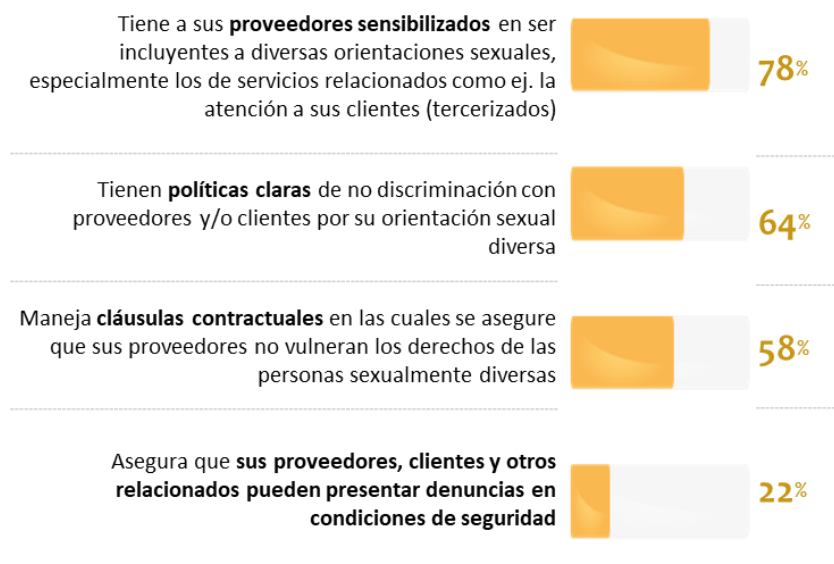 Tiene a sus proveedores sensibilizados en ser
incluyentes a diversas orientaciones sexuales,
especialmente los de servicios relacionados como ej. la
atención a sus clientes (tercerizados)
78%
Tienen políticas claras de no discriminación con
proveedores y/o clientes por su orientación sexual
diversa
64%
Maneja cláusulas contractuales en las cuales se asegure
que sus proveedores no vulneran los derechos de las
personas sexualmente diversas
58%
Asegura que sus proveedores, clientes y otros
relacionados pueden presentar denuncias en
condiciones de seguridad
22%